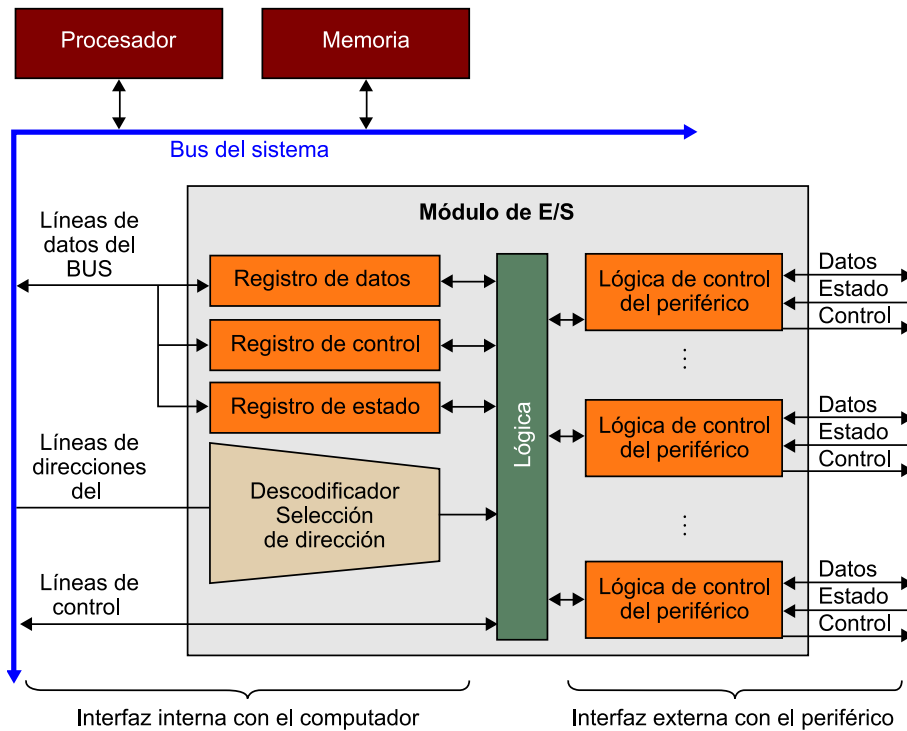 Procesador
Memoria
Bus del sistema
Módulo de E/S
Líneas de
datos del
BUS
Registro de datos
Registro de control
Registro de estado
Líneas de
direcciones
del
Descodificador
Selección
de dirección
Líneas de
control
Lógica
Lógica de control
del periférico
Datos
Estado
Control
...
Lógica de control
del periférico
Datos
Estado
Control
...
Lógica de control
del periférico
Datos
Estado
Control
Interfaz interna con el computador
Interfaz externa con el periférico